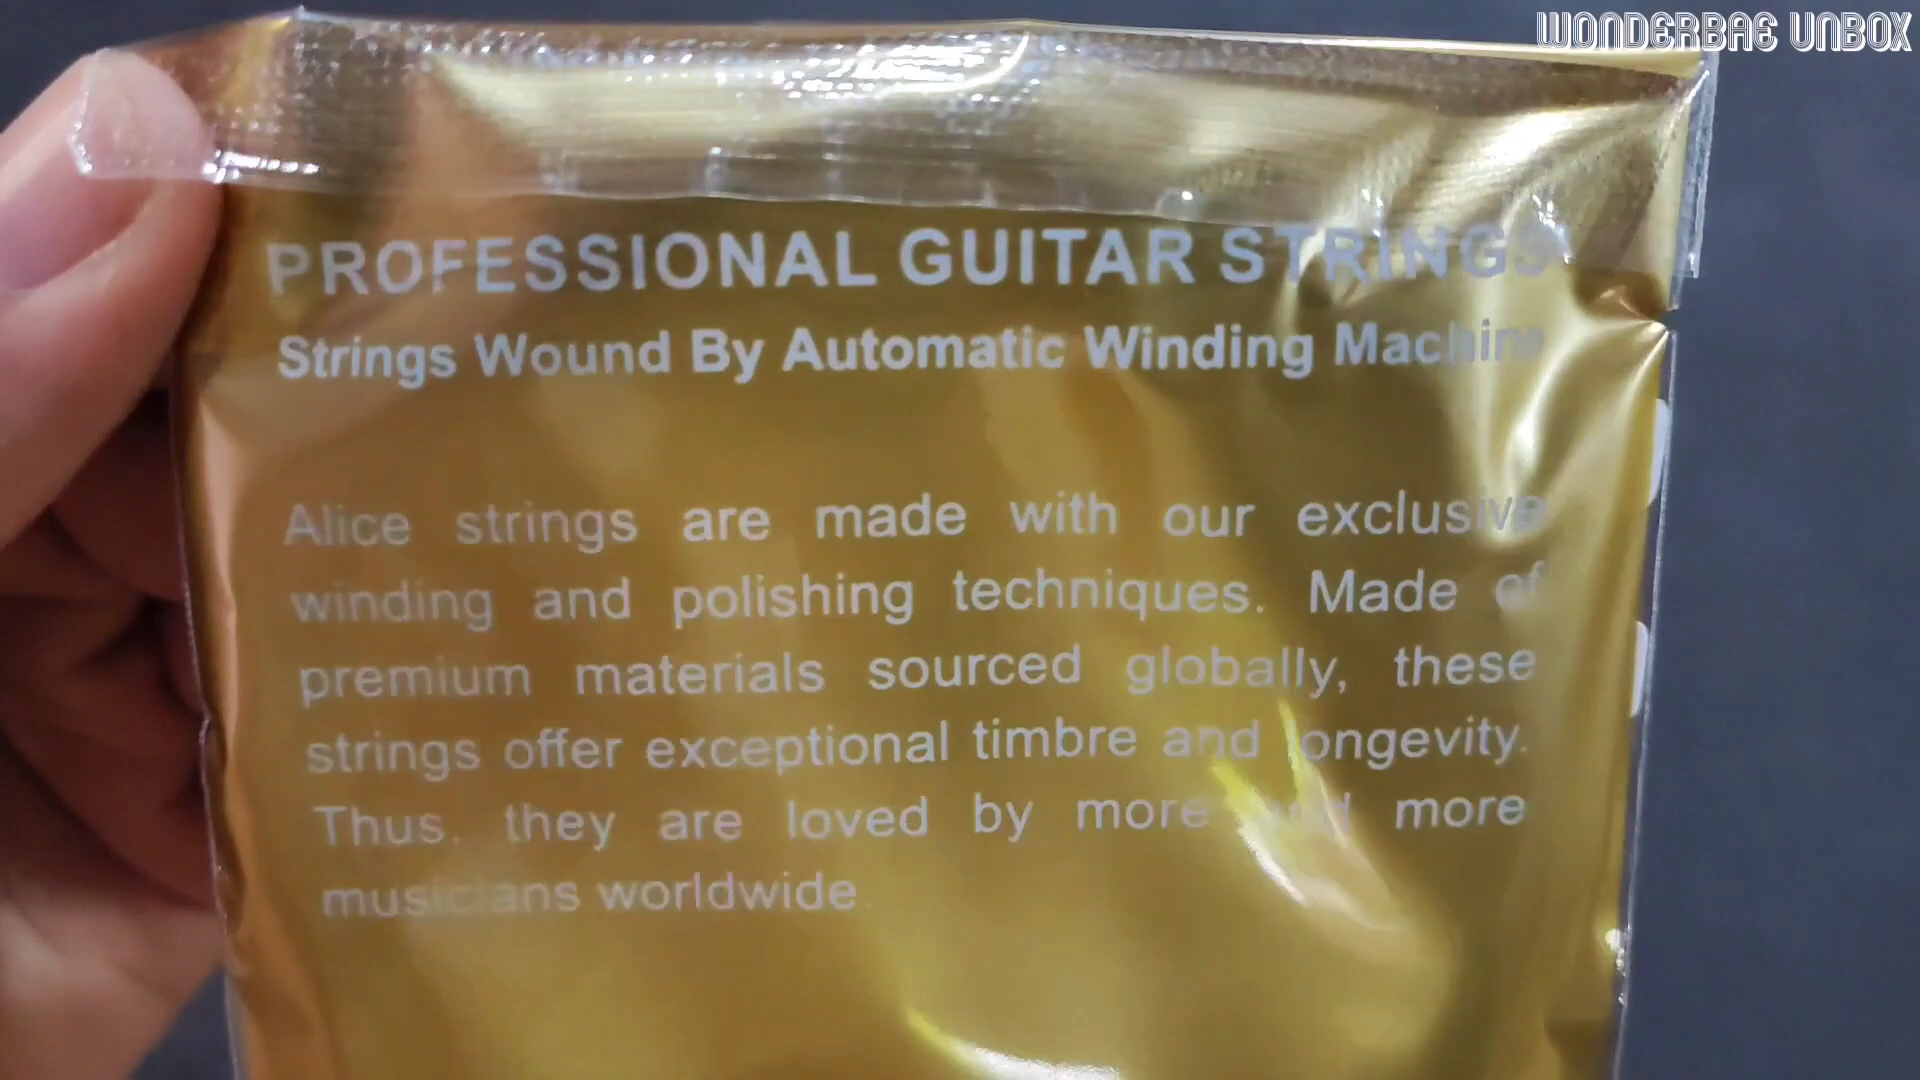 WONDERBAE UNBOX
PROFESSIONAL GUITAR STRINGS
Strings Wound By Automatic Winding Machine
Alice strings are made with our exclusive
winding and polishing techniques. Made of
premium materials sourced globally, these
strings offer exceptional timbre and longevity.
Thus, they are loved by more and more
musicians worldwide.